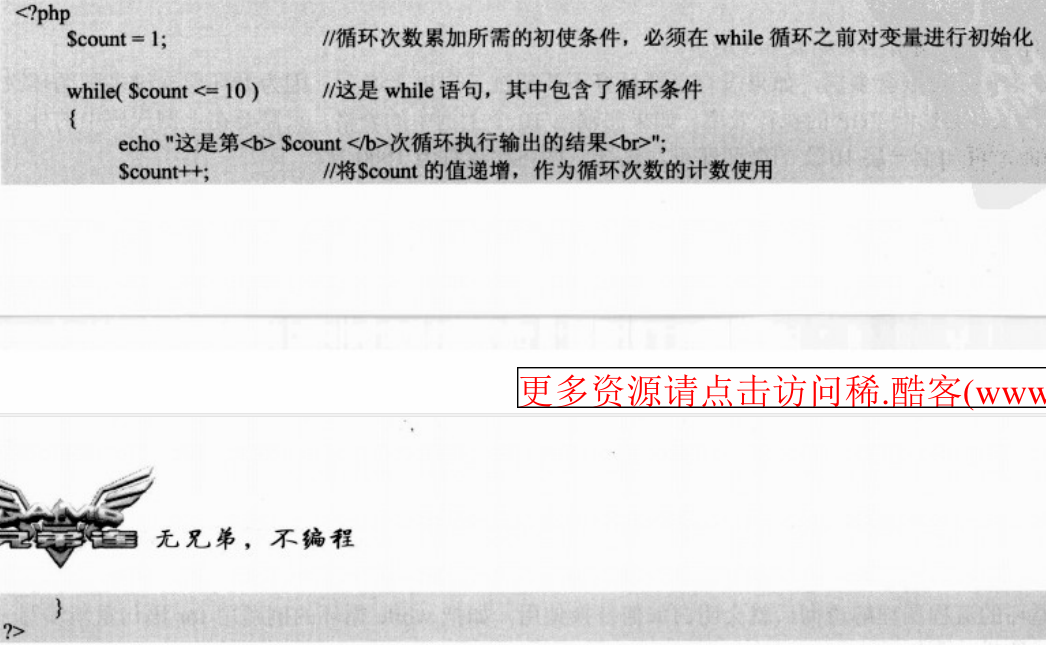 <?php
$count = 1; //循环次数累加所需的初使条件，必须在 while 循环之前对变量进行初始化
while( $count <= 10 ) //这是 while 语句，其中包含了循环条件
{
echo "这是第<b> $count </b>次循环执行输出的结果<br>";
$count++; //将$count 的值递增，作为循环次数的计数使用
更多资源请点击访问稀.酷客(www
无兄弟，不编程
}
?>